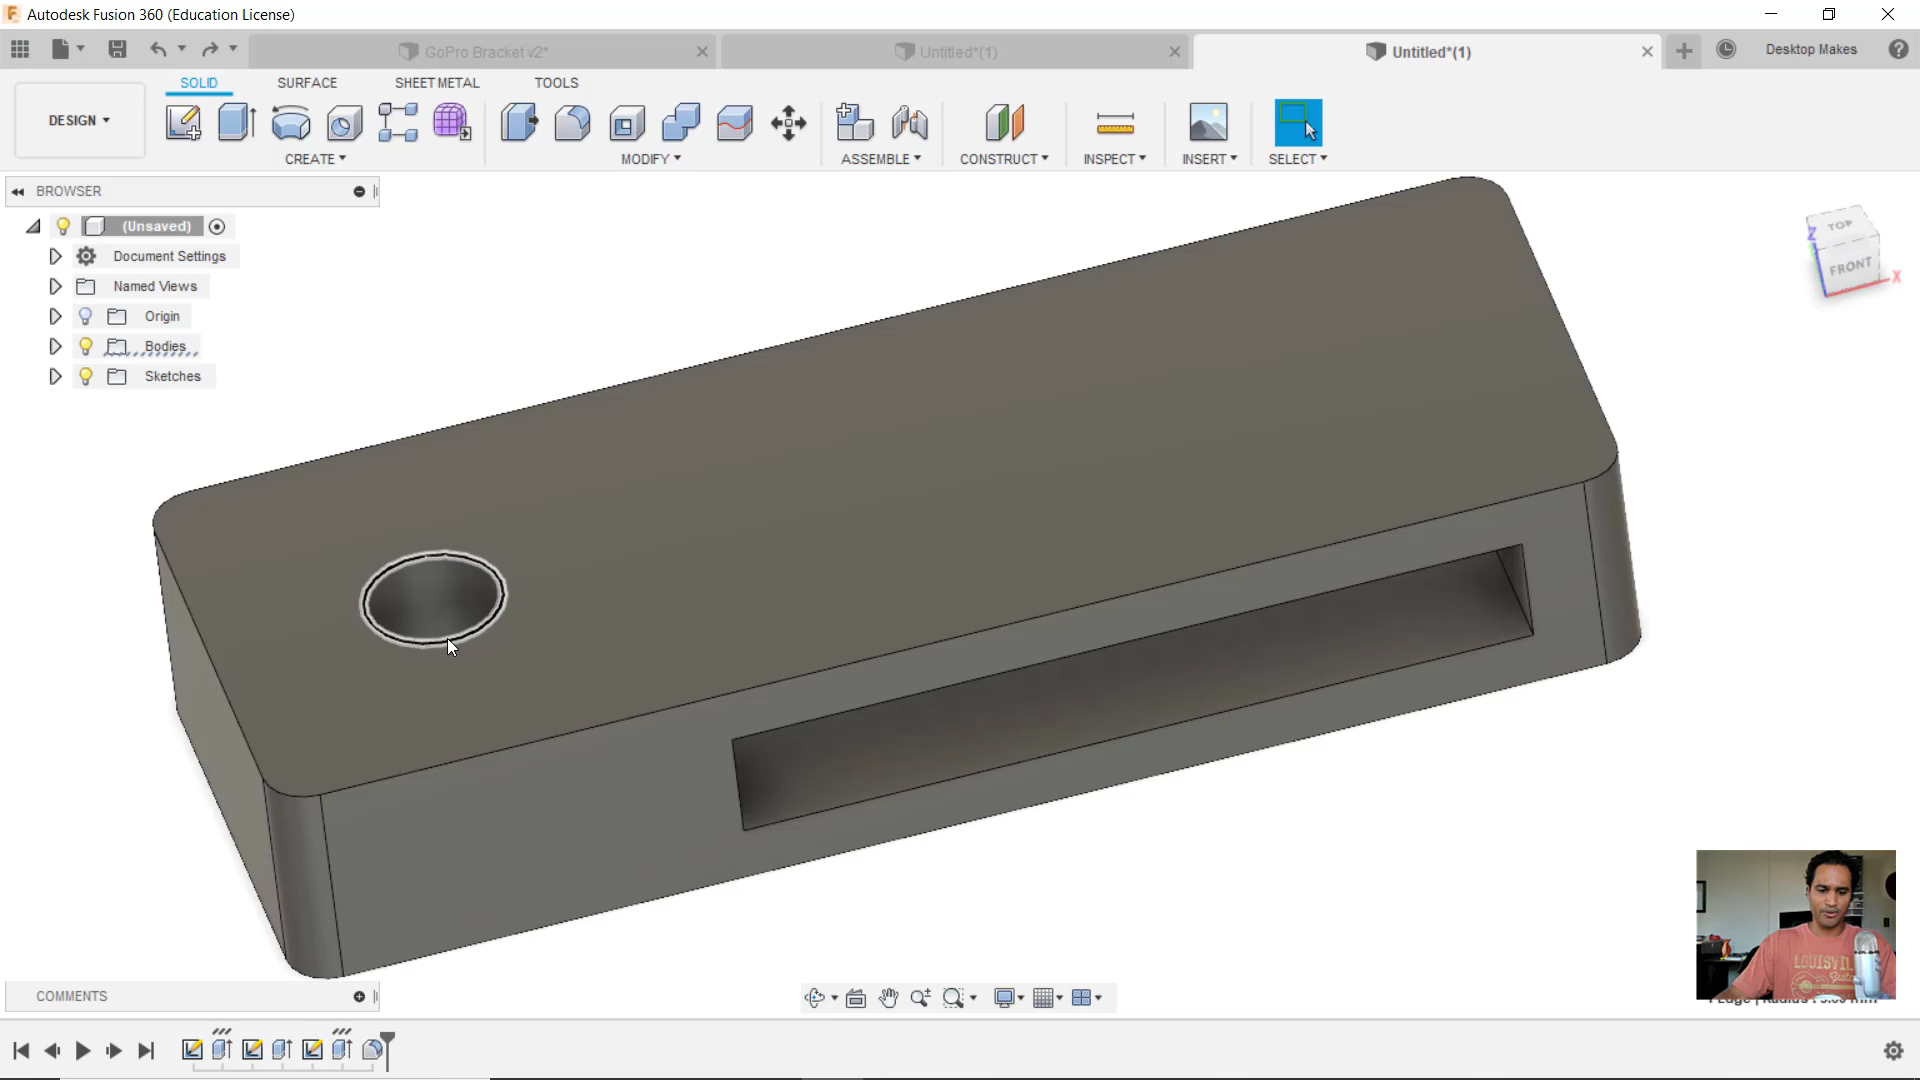 Autodesk Fusion 360 (Education License)
GoPro Bracket v2*
Untitled*(1)
Untitled*(1)
Desktop Makes
SOLID
SURFACE
SHEET METAL
TOOLS
DESIGN
CREATE
MODIFY
ASSEMBLE
CONSTRUCT
INSPECT
INSERT
SELECT
BROWSER
(Unsaved)
Document Settings
Named Views
Origin
Bodies
Sketches
TOP
FRONT
Z
X
COMMENTS